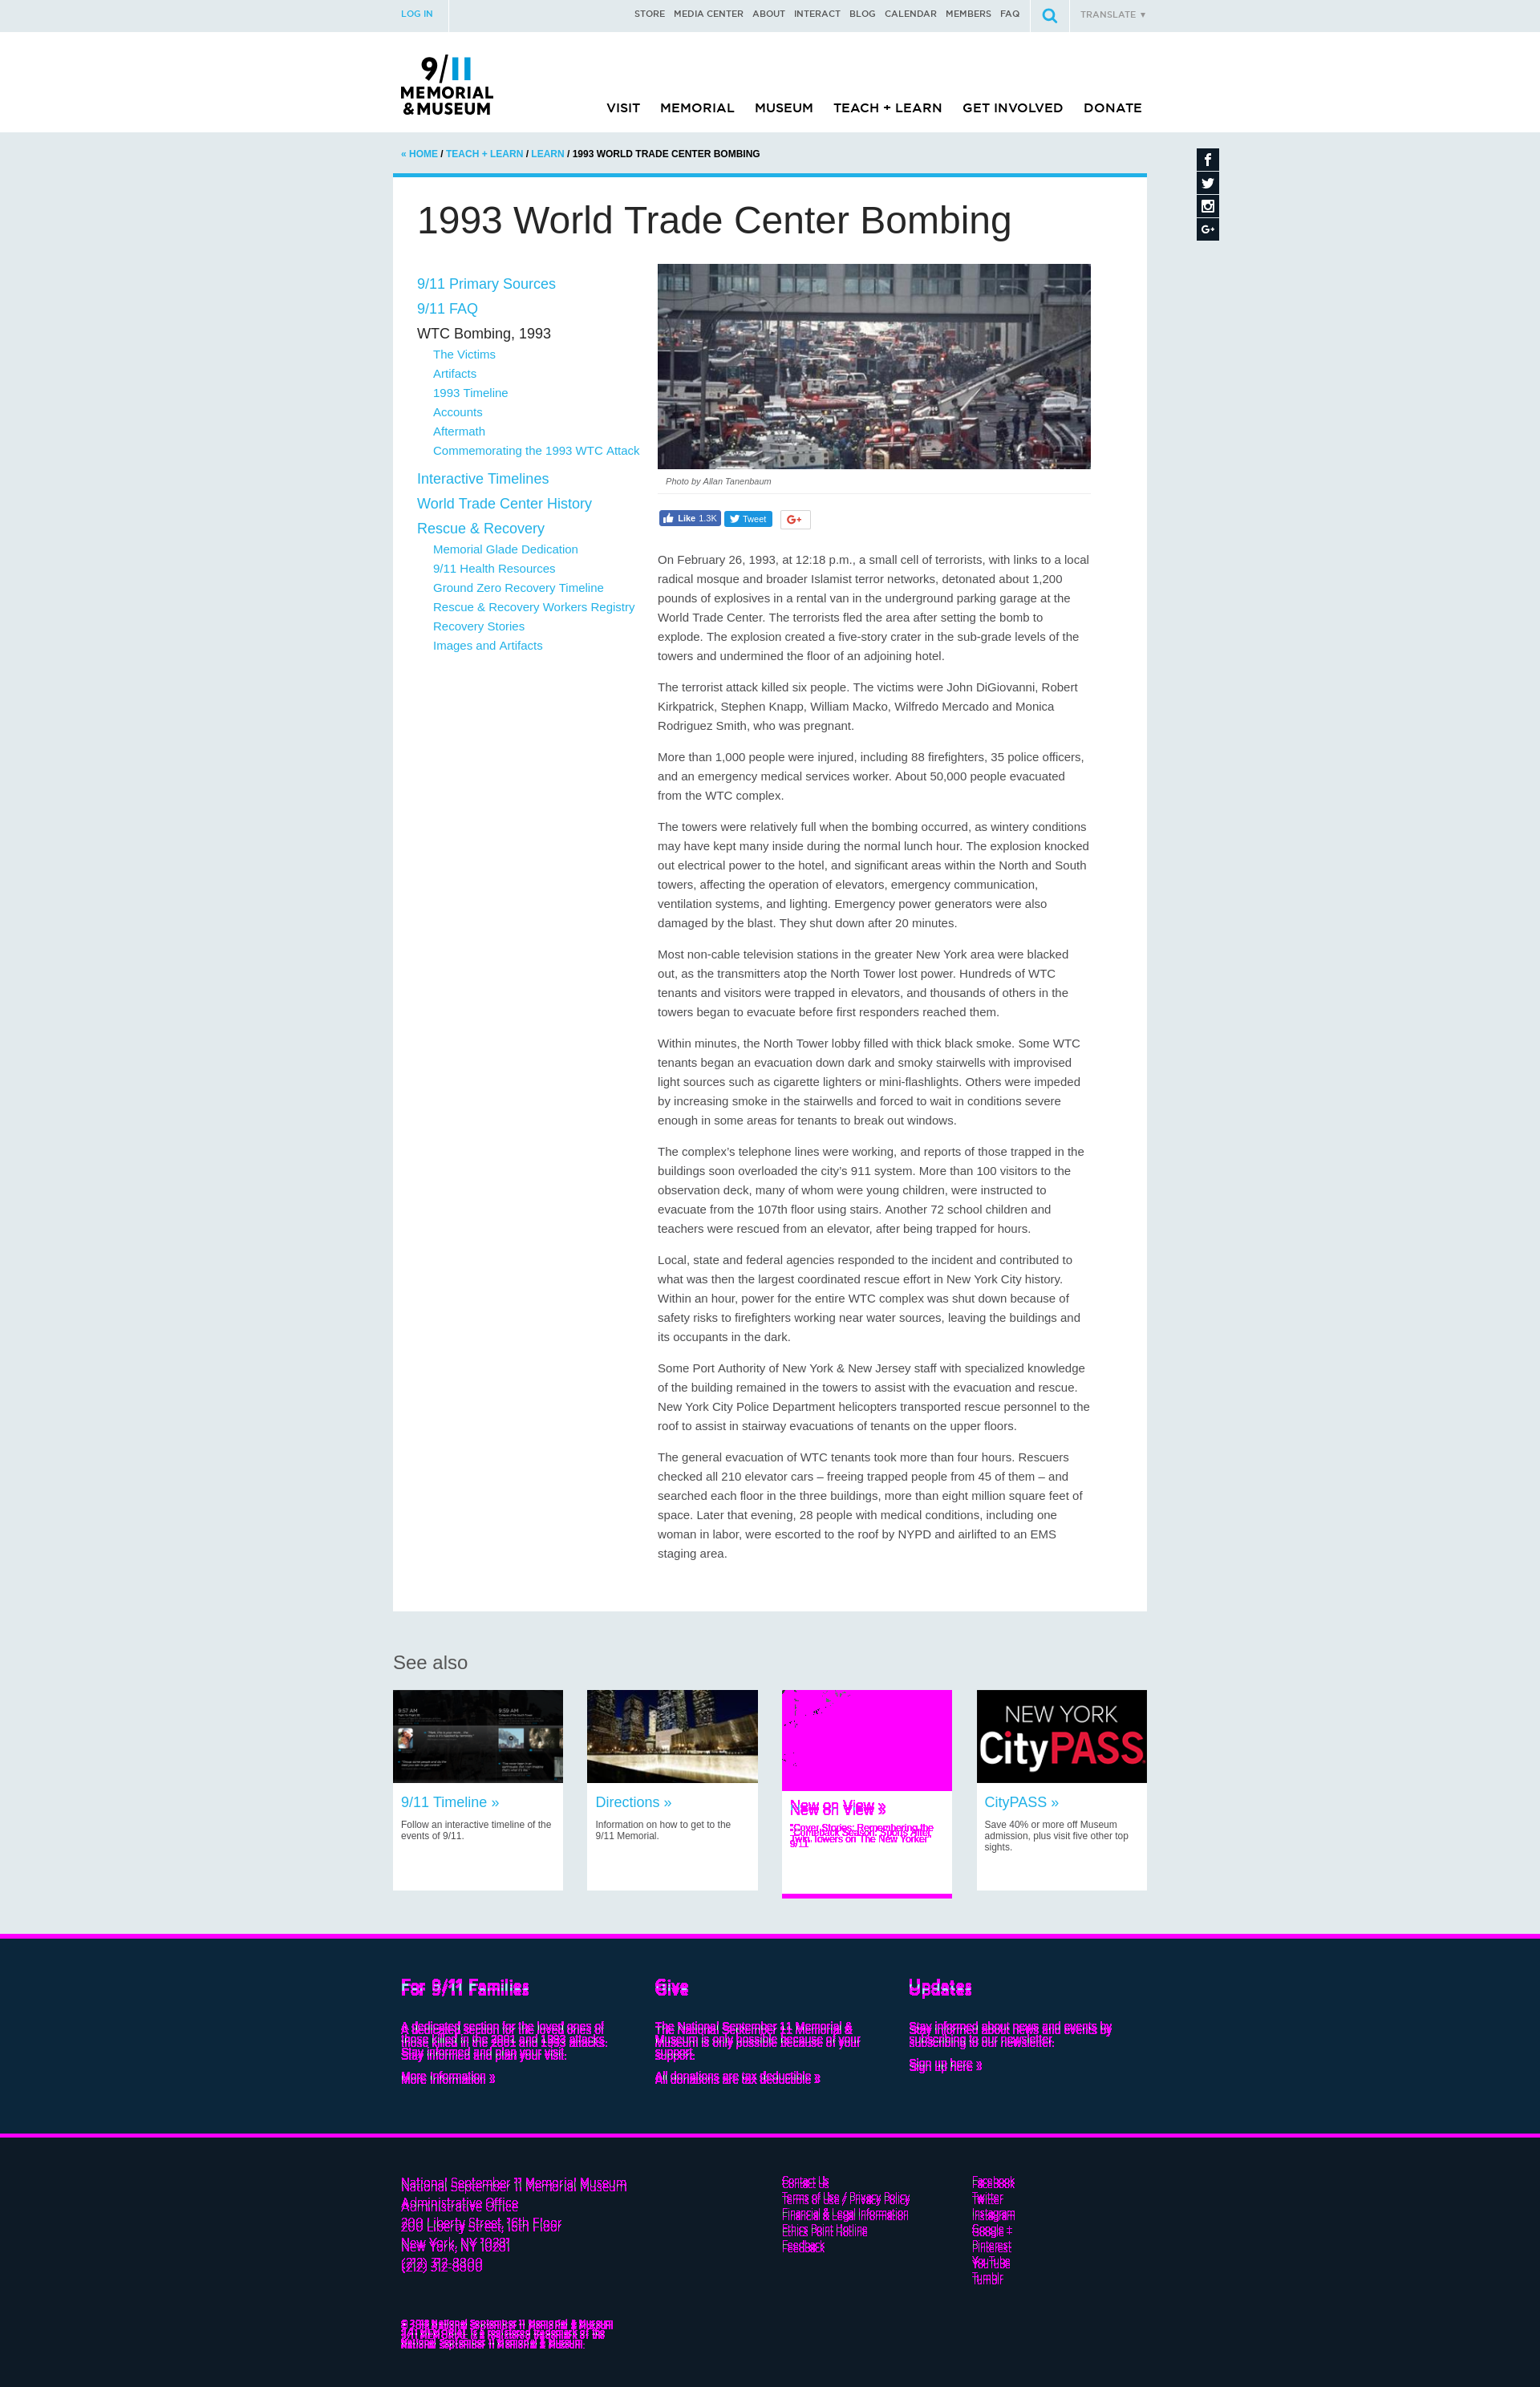 LOG IN
STORE MEDIA CENTER ABOUT INTERACT BLOG CALENDAR MEMBERS FAQ
TRANSLATE ▼
9/11
MEMORIAL
&MUSEUM
VISIT MEMORIAL MUSEUM TEACH + LEARN GET INVOLVED DONATE
« HOME / TEACH + LEARN / LEARN / 1993 WORLD TRADE CENTER BOMBING
1993 World Trade Center Bombing
9/11 Primary Sources
9/11 FAQ
WTC Bombing, 1993
The Victims
Artifacts
1993 Timeline
Accounts
Aftermath
Commemorating the 1993 WTC Attack
Interactive Timelines
World Trade Center History
Rescue & Recovery
Memorial Glade Dedication
9/11 Health Resources
Ground Zero Recovery Timeline
Rescue & Recovery Workers Registry
Recovery Stories
Images and Artifacts
Photo by Allan Tanenbaum
Like 1.3K
Tweet
G+
On February 26, 1993, at 12:18 p.m., a small cell of terrorists, with links to a local
radical mosque and broader Islamist terror networks, detonated about 1,200
pounds of explosives in a rental van in the underground parking garage at the
World Trade Center. The terrorists fled the area after setting the bomb to
explode. The explosion created a five-story crater in the sub-grade levels of the
towers and undermined the floor of an adjoining hotel.
The terrorist attack killed six people. The victims were John DiGiovanni, Robert
Kirkpatrick, Stephen Knapp, William Macko, Wilfredo Mercado and Monica
Rodriguez Smith, who was pregnant.
More than 1,000 people were injured, including 88 firefighters, 35 police officers,
and an emergency medical services worker. About 50,000 people evacuated
from the WTC complex.
The towers were relatively full when the bombing occurred, as wintery conditions
may have kept many inside during the normal lunch hour. The explosion knocked
out electrical power to the hotel, and significant areas within the North and South
towers, affecting the operation of elevators, emergency communication,
ventilation systems, and lighting. Emergency power generators were also
damaged by the blast. They shut down after 20 minutes.
Most non-cable television stations in the greater New York area were blacked
out, as the transmitters atop the North Tower lost power. Hundreds of WTC
tenants and visitors were trapped in elevators, and thousands of others in the
towers began to evacuate before first responders reached them.
Within minutes, the North Tower lobby filled with thick black smoke. Some WTC
tenants began an evacuation down dark and smoky stairwells with improvised
light sources such as cigarette lighters or mini-flashlights. Others were impeded
by increasing smoke in the stairwells and forced to wait in conditions severe
enough in some areas for tenants to break out windows.
The complex’s telephone lines were working, and reports of those trapped in the
buildings soon overloaded the city’s 911 system. More than 100 visitors to the
observation deck, many of whom were young children, were instructed to
evacuate from the 107th floor using stairs. Another 72 school children and
teachers were rescued from an elevator, after being trapped for hours.
Local, state and federal agencies responded to the incident and contributed to
what was then the largest coordinated rescue effort in New York City history.
Within an hour, power for the entire WTC complex was shut down because of
safety risks to firefighters working near water sources, leaving the buildings and
its occupants in the dark.
Some Port Authority of New York & New Jersey staff with specialized knowledge
of the building remained in the towers to assist with the evacuation and rescue.
New York City Police Department helicopters transported rescue personnel to the
roof to assist in stairway evacuations of tenants on the upper floors.
The general evacuation of WTC tenants took more than four hours. Rescuers
checked all 210 elevator cars – freeing trapped people from 45 of them – and
searched each floor in the three buildings, more than eight million square feet of
space. Later that evening, 28 people with medical conditions, including one
woman in labor, were escorted to the roof by NYPD and airlifted to an EMS
staging area.
See also
9:57 AM
9:59 AM
NEW YORK
CityPASS
9/11 Timeline »
Follow an interactive timeline of the
events of 9/11.
Directions »
Information on how to get to the
9/11 Memorial.
New on View »
"Cover Stories: Remembering the
Twin Towers on The New Yorker"
"Comeback Season: Sports After
9/11
CityPASS »
Save 40% or more off Museum
admission, plus visit five other top
sights.
For 9/11 Families
A dedicated section for the loved ones of
those killed in the 2001 and 1993 attacks.
Stay informed and plan your visit.
More Information »
Give
The National September 11 Memorial &
Museum is only possible because of your
support.
All donations are tax deductible »
Updates
Stay informed about news and events by
subscribing to our newsletter.
Sign up here »
National September 11 Memorial Museum
Administrative Office
200 Liberty Street, 16th Floor
New York, NY 10281
(212) 312-8800
Contact Us
Terms of Use / Privacy Policy
Financial & Legal Information
Ethics Point Hotline
Feedback
Facebook
Twitter
Instagram
Google +
Pinterest
YouTube
Tumblr
National September 11 Memorial & Museum
9/11 MEMORIAL is a registered trademark of the
National September 11 Memorial & Museum.